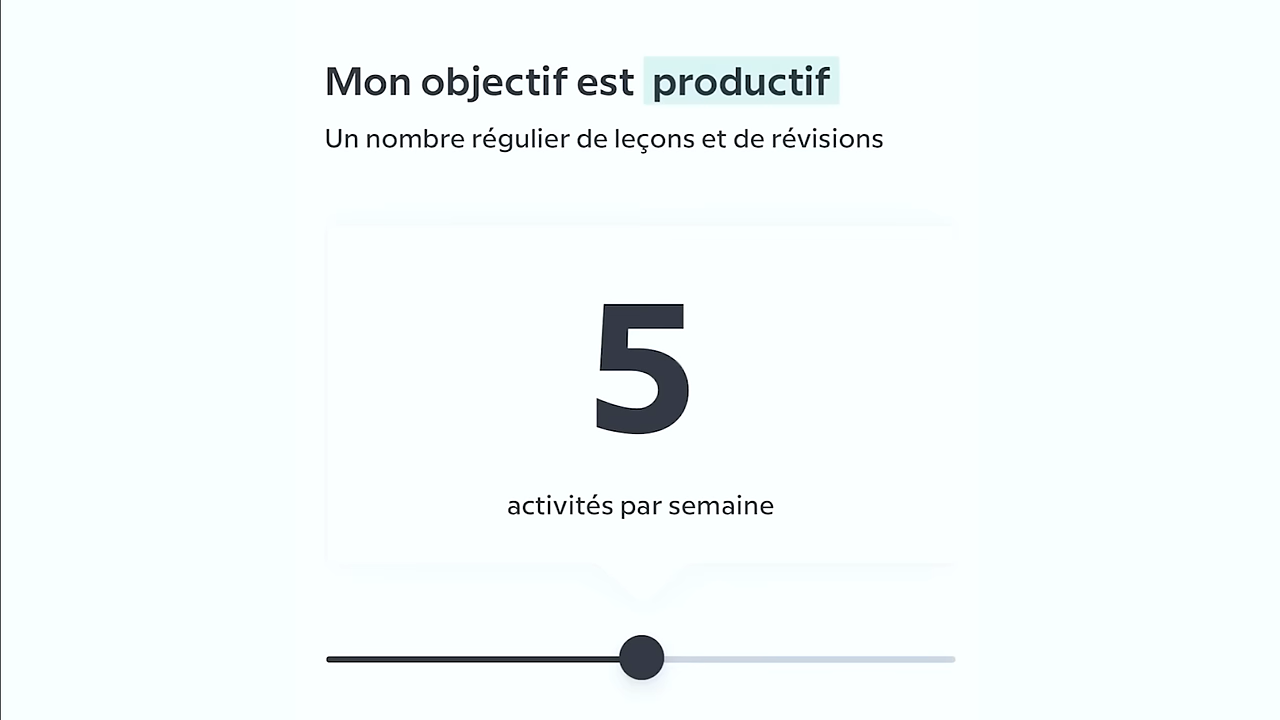 Mon objectif est productif
Un nombre régulier de leçons et de révisions
5
activités par semaine